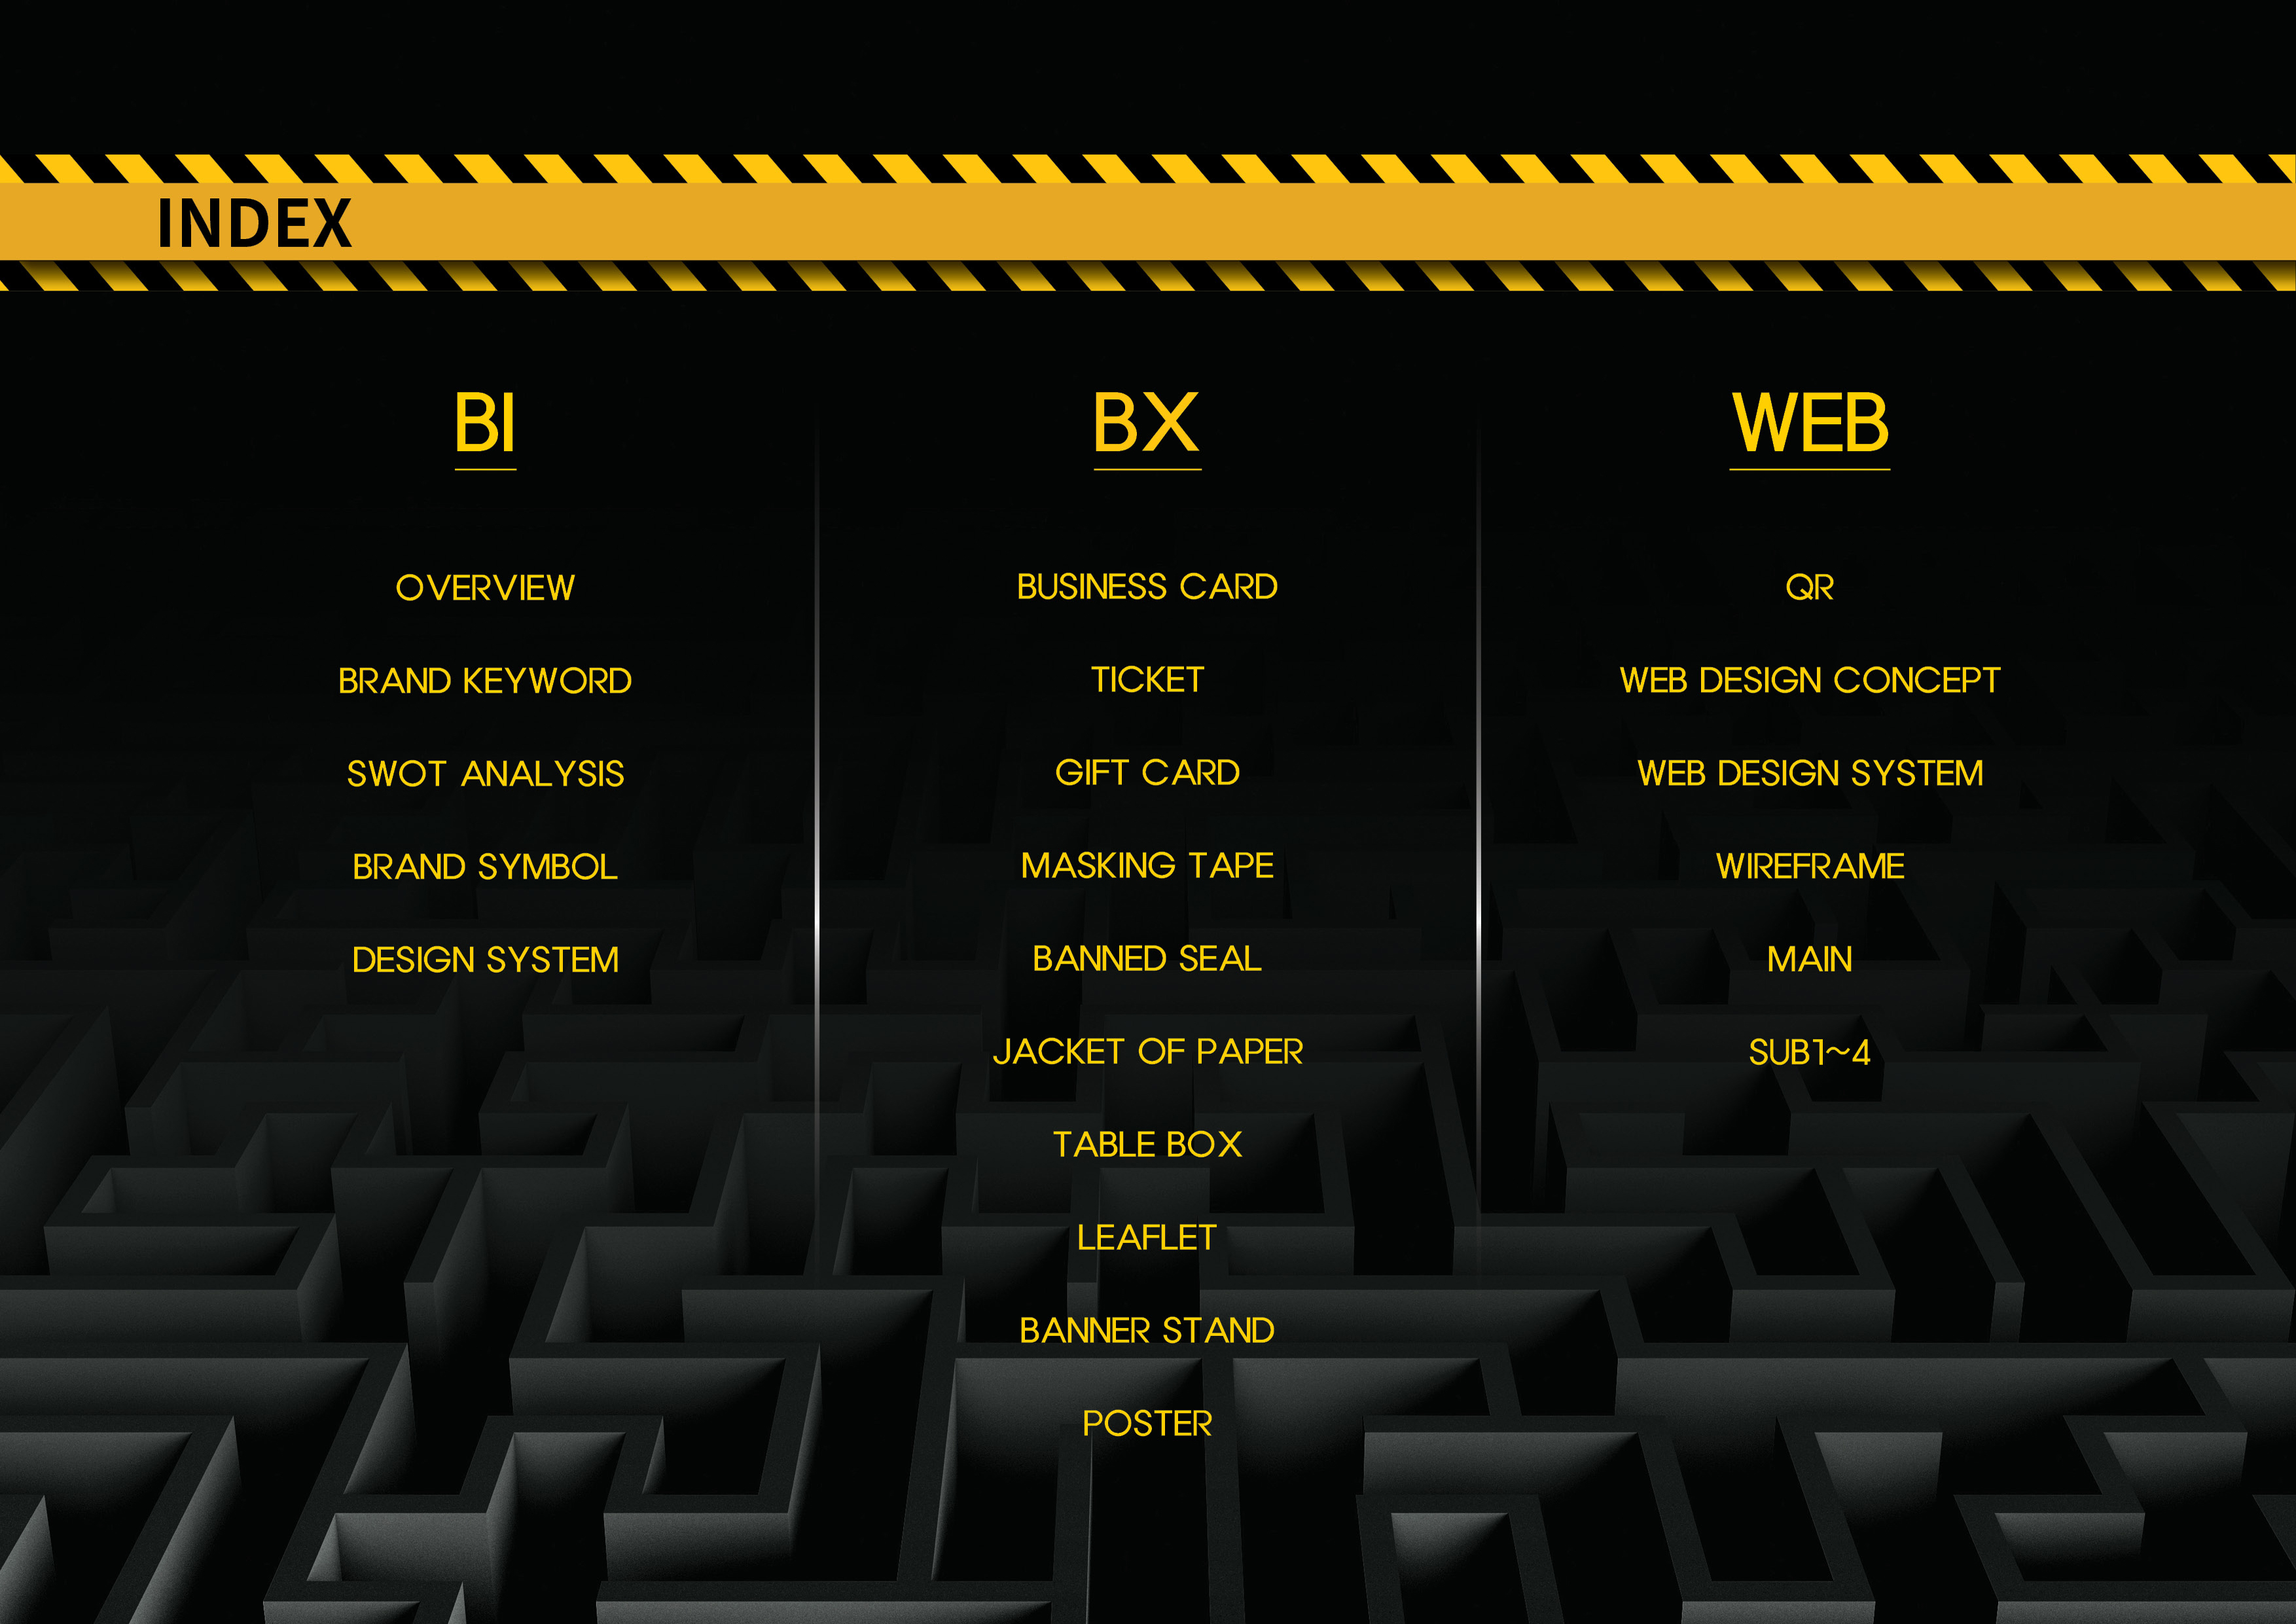 INDEX
BI
OVERVIEW
BRAND KEYWORD
SWOT ANALYSIS
BRAND SYMBOL
DESIGN SYSTEM
BX
BUSINESS CARD
TICKET
GIFT CARD
MASKING TAPE
BANNED SEAL
JACKET OF PAPER
TABLE BOX
LEAFLET
BANNER STAND
POSTER
WEB
QR
WEB DESIGN CONCEPT
WEB DESIGN SYSTEM
WIREFRAME
MAIN
SUB1~4